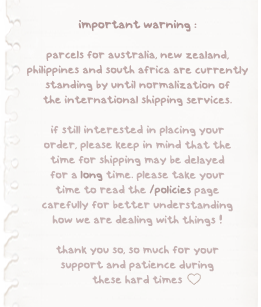 important warning :
parcels for australia, new zealand,
philippines and south africa are currently
standing by until normalization of
the international shipping services.
if still interested in placing your
order, please keep in mind that the
time for shipping may be delayed
for a long time. please take your
time to read the /policies page
carefully for better understanding
how we are dealing with things !
thank you so, so much for your
support and patience during
these hard times ♡